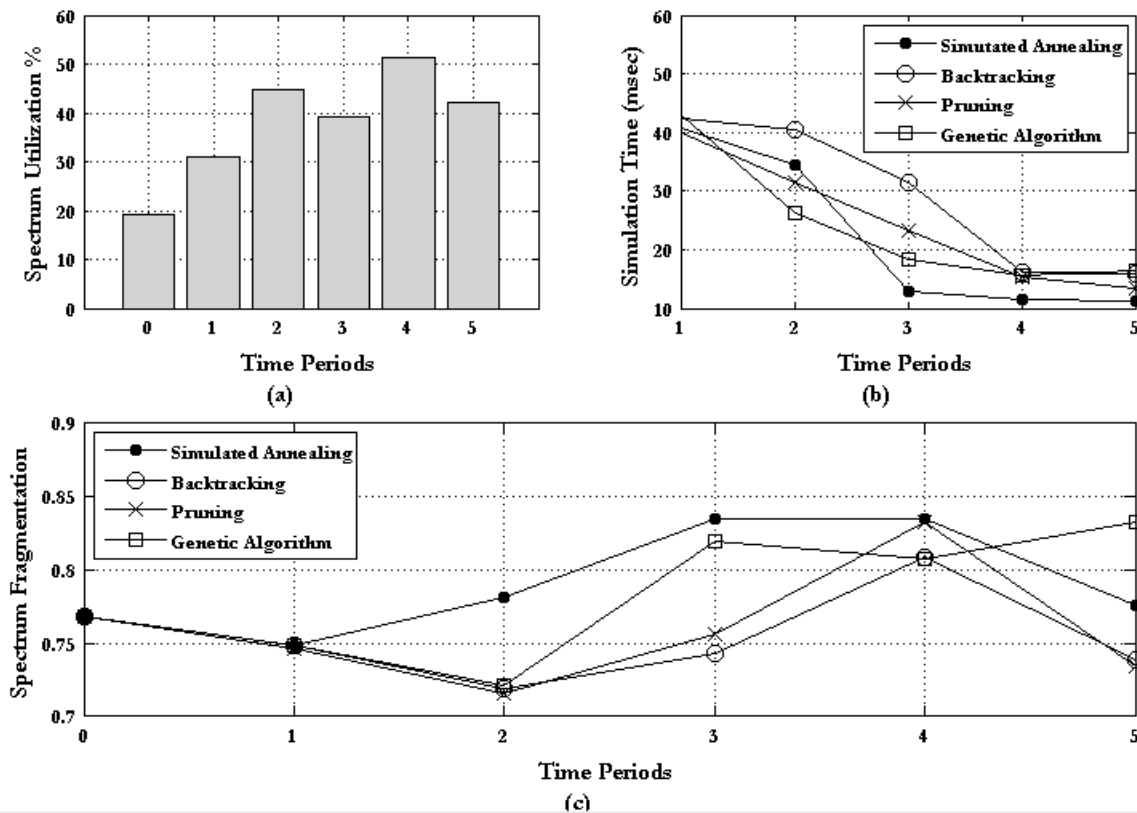 60
50
40
30
20
10
0
Spectrum Utilization %
0 1 2 3 4 5
Time Periods
(a)
60
50
40
30
20
10
Simulation Time (msec)
Simutated Annealing
Backtracking
Pruning
Genetic Algorithm
1 2 3 4 5
Time Periods
(b)
0.9
0.85
0.8
0.75
0.7
Spectrum Fragmentation
Simulated Annealing
Backtracking
Pruning
Genetic Algorithm
0 1 2 3 4 5
Time Periods
(c)